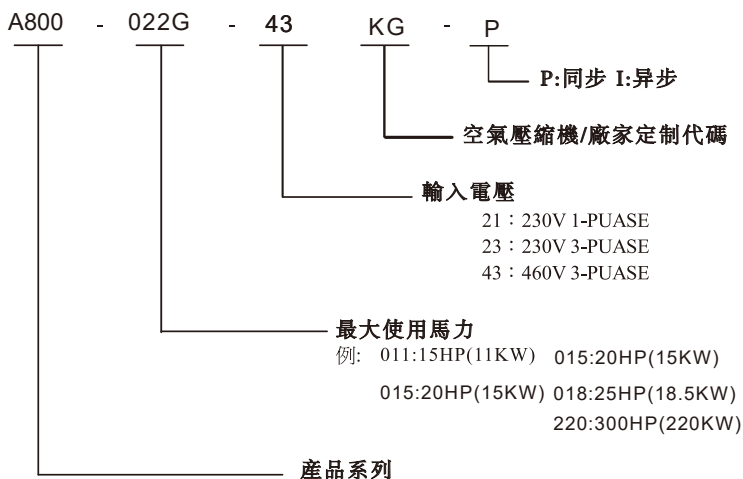 A800 - 022G - 43 KG - P
P:同步 I:异步
空氣壓縮機/廠家定制代碼
輸入電壓
21：230V 1-PUASE
23：230V 3-PUASE
43：460V 3-PUASE
最大使用馬力
例: 011:15HP(11KW) 015:20HP(15KW)
015:20HP(15KW) 018:25HP(18.5KW)
220:300HP(220KW)
産品系列